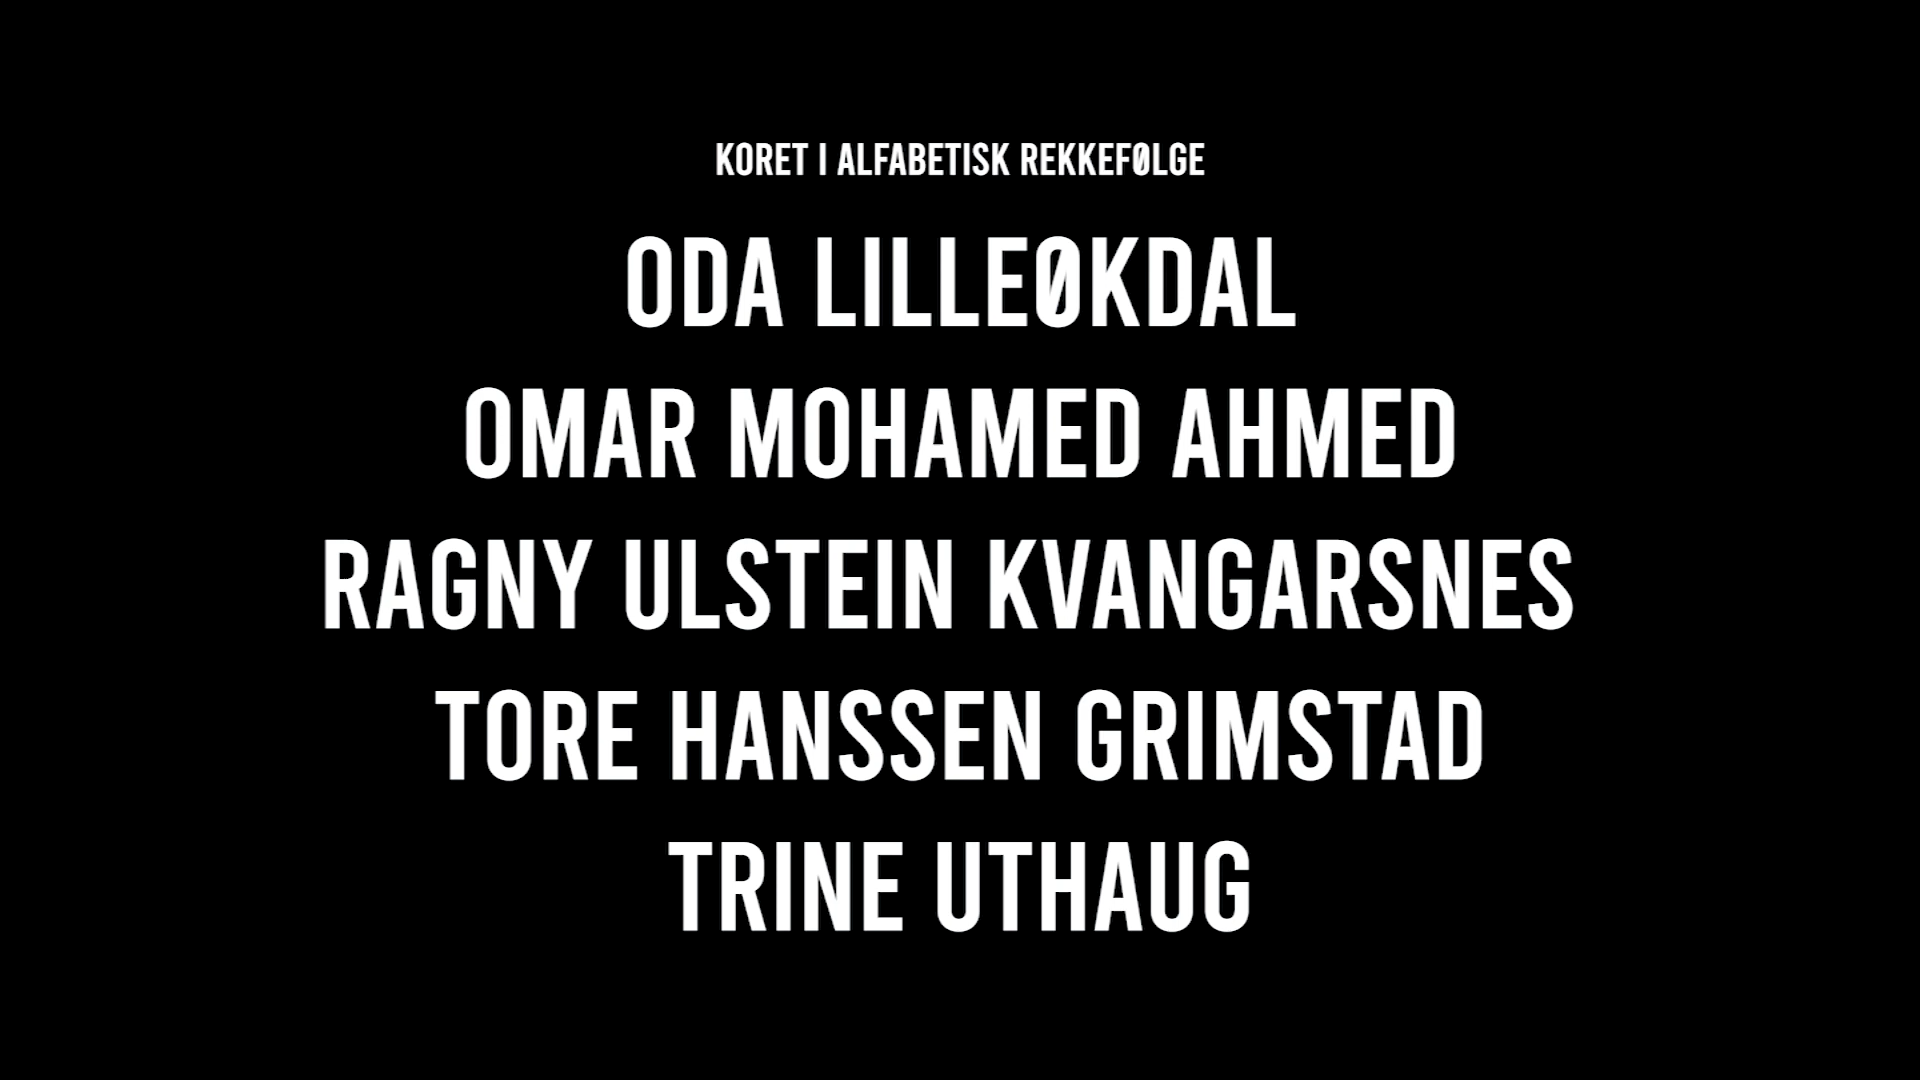 KORET I ALFABETISK REKKEFØLGE
ODA LILLEØKDAL
OMAR MOHAMED AHMED
RAGNY ULSTEIN KVANGARSNES
TORE HANSSEN GRIMSTAD
TRINE UTHAUG